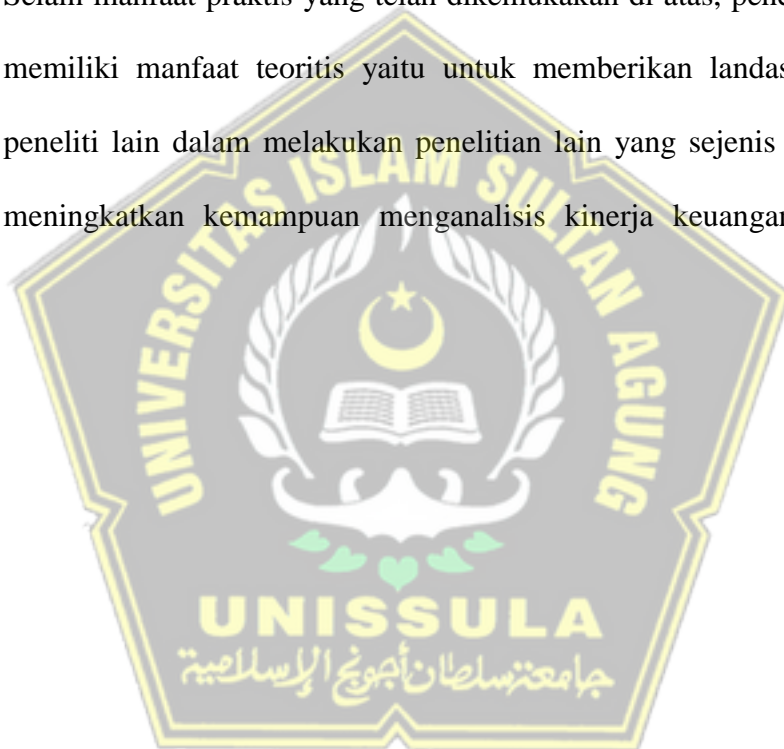 Selain manfaat praktis yang telah dikemukakan di atas, pene
memiliki manfaat teoritis yaitu untuk memberikan landas
peneliti lain dalam melakukan penelitian lain yang sejenis
meningkatkan kemampuan menganalisis kinerja keuangan
UNIVERSITAS ISLAM SULTAN AGUNG
UNISSULA
جامعة سلطان أجونج الإسلامية